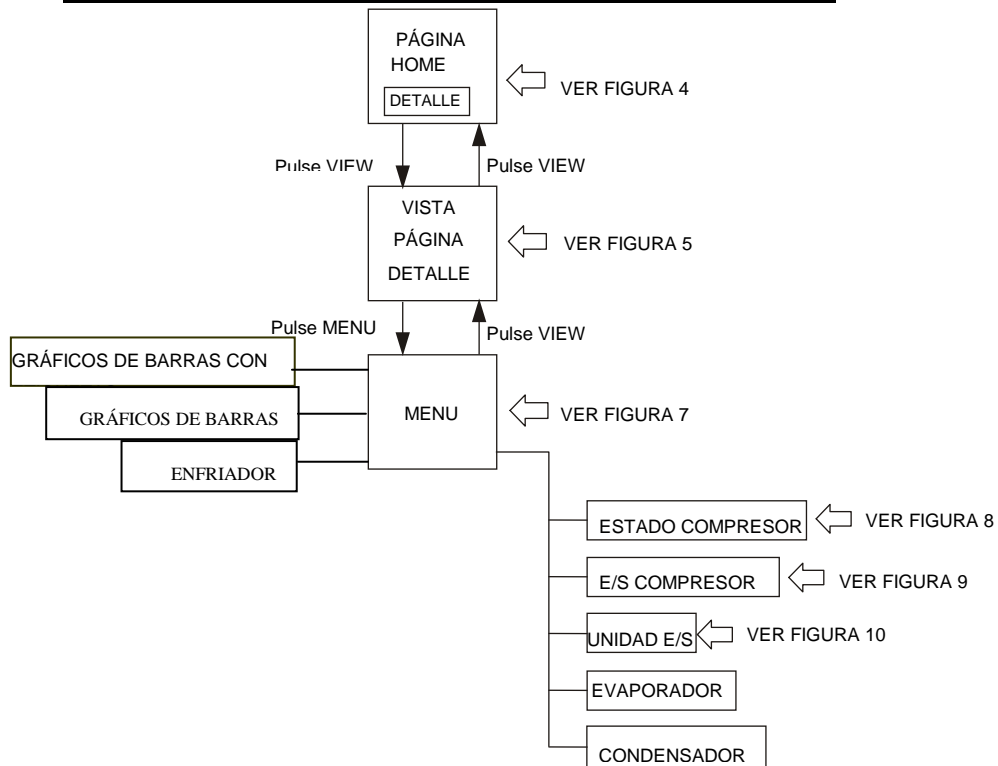 PÁGINA
HOME
DETALLE
VER FIGURA 4
Pulse VIEW
Pulse VIEW
VISTA
PÁGINA
DETALLE
VER FIGURA 5
Pulse MENU
Pulse VIEW
GRÁFICOS DE BARRAS CON
GRÁFICOS DE BARRAS
ENFRIADOR
MENU
VER FIGURA 7
ESTADO COMPRESOR
VER FIGURA 8
E/S COMPRESOR
VER FIGURA 9
UNIDAD E/S
VER FIGURA 10
EVAPORADOR
CONDENSADOR